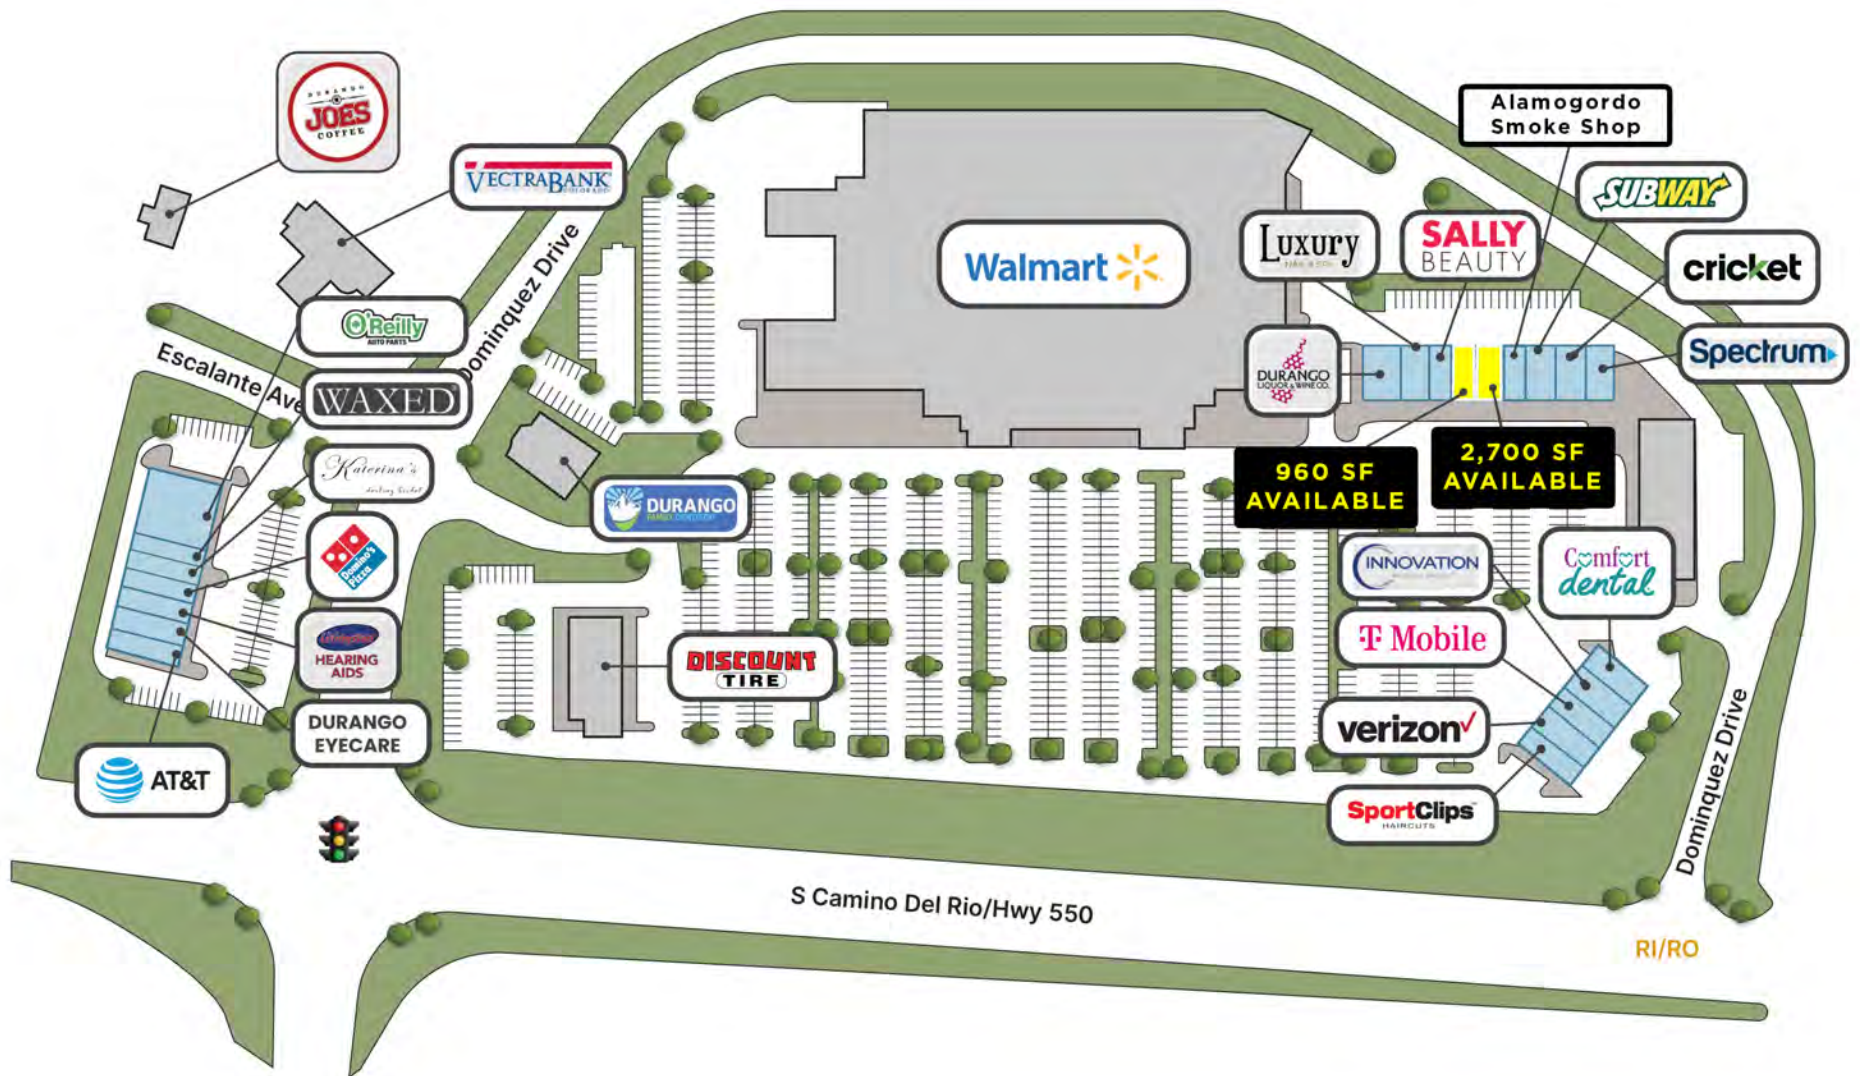 DURANGO
JOES
COFFEE
VECTRABANK
COLORADO
Alamogordo
Smoke Shop
SUBWAY
Luxury
SALLY
BEAUTY
cricket
Walmart
Dominquez Drive
O'Reilly
AUTO PARTS
Spectrum
DURANGO
LIQUOR & WINE CO.
Escalante Ave
WAXED
960 SF
AVAILABLE
2,700 SF
AVAILABLE
Katerina's
DURANGO
Domino's
Pizza
INNOVATION
Comfort
dental
HEARING
AIDS
DISCOUNT
TIRE
T Mobile
DURANGO
EYECARE
verizon
AT&T
SportClips
HAIRCUTS
Dominquez Drive
S Camino Del Rio/Hwy 550
RI/RO